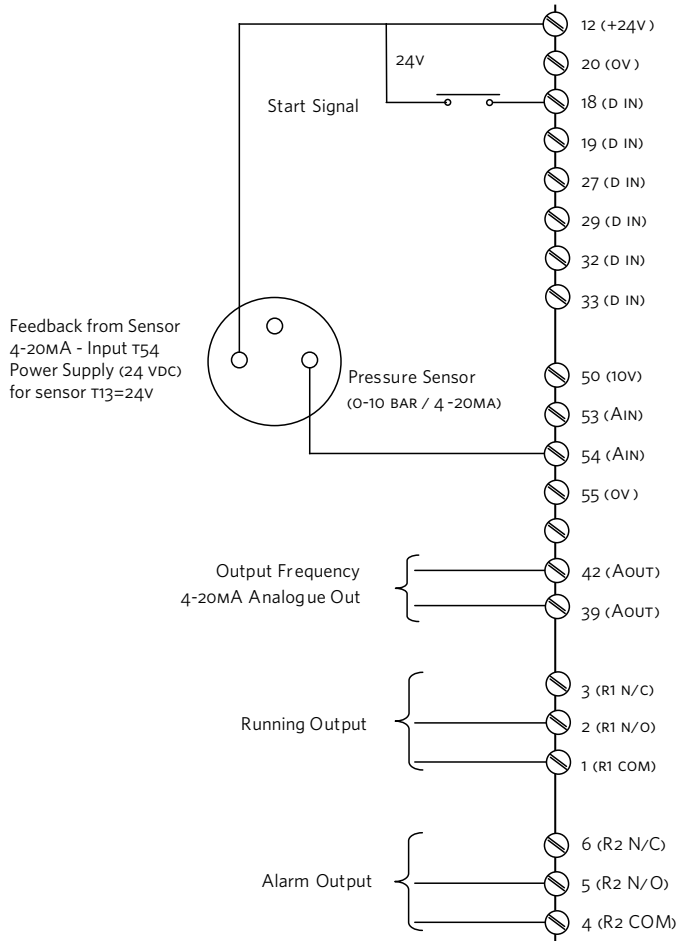 12 (+24V)
24V
20 (0V)
Start Signal
18 (D IN)
19 (D IN)
27 (D IN)
29 (D IN)
32 (D IN)
33 (D IN)
Feedback from Sensor
4-20MA - Input T54
Power Supply (24 VDC)
for sensor T13=24V
Pressure Sensor
(0-10 BAR / 4-20MA)
50 (10V)
53 (AIN)
54 (AIN)
55 (0V)
Output Frequency
4-20MA Analogue Out
42 (AOUT)
39 (AOUT)
3 (R1 N/C)
Running Output
2 (R1 N/O)
1 (R1 COM)
6 (R2 N/C)
Alarm Output
5 (R2 N/O)
4 (R2 COM)